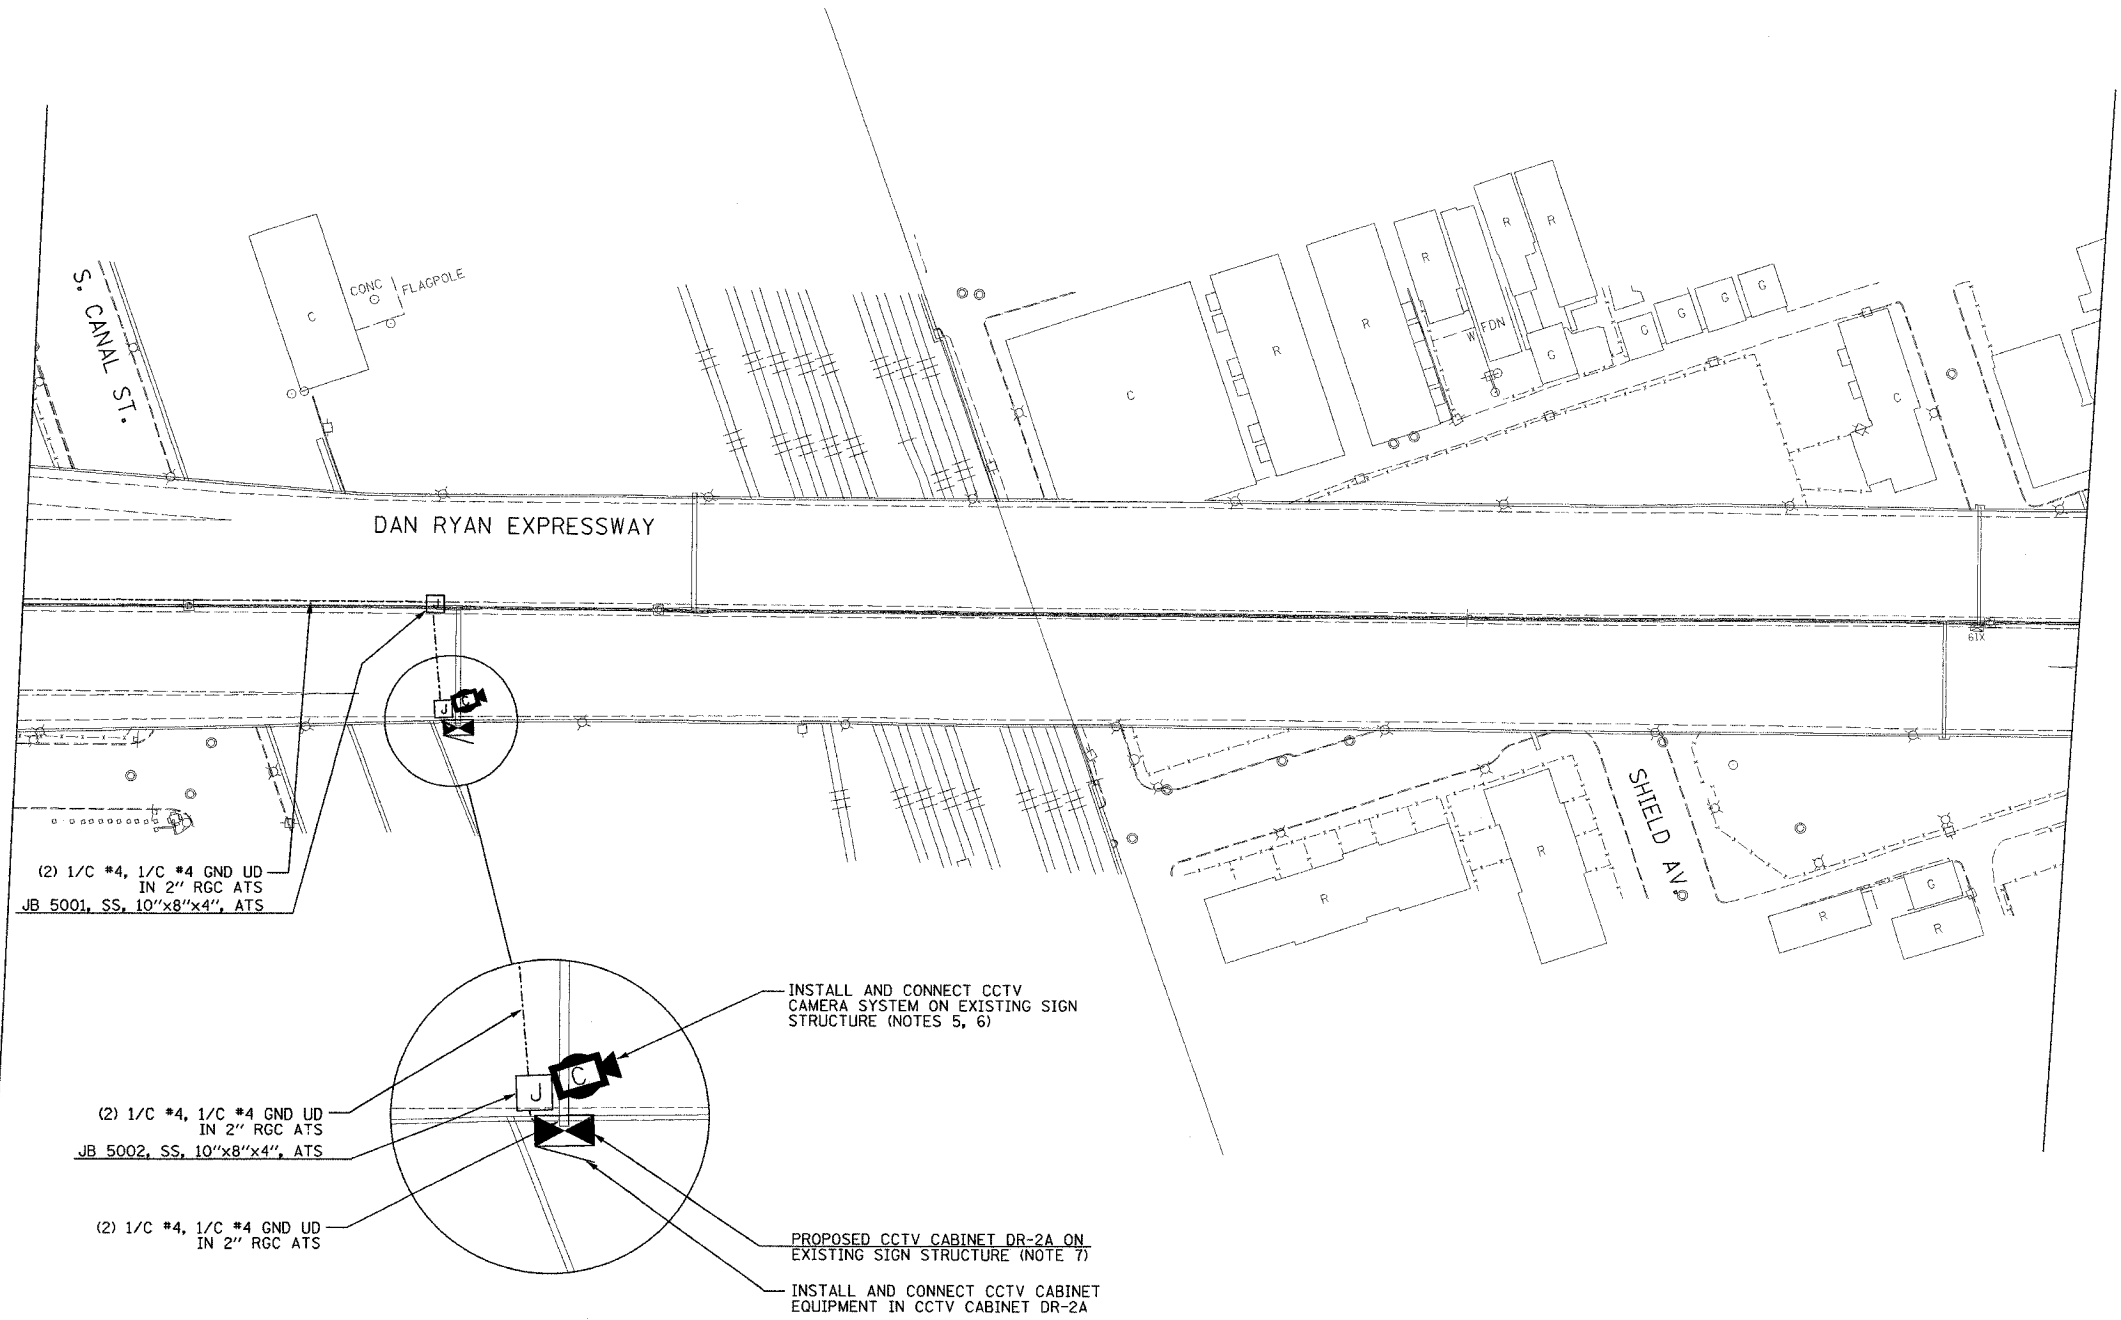 S. CANAL ST.
C
CONC
FLAGPOLE
C
R
R
R
W FDN
R
R
G
G
G
G
G
C
DAN RYAN EXPRESSWAY
J
61X
C
J
SHIELD AV.
R
R
R
G
R
(2) 1/C #4, 1/C #4 GND UD
IN 2" RGC ATS
JB 5001, SS, 10"x8"x4", ATS
INSTALL AND CONNECT CCTV
CAMERA SYSTEM ON EXISTING SIGN
STRUCTURE (NOTES 5, 6)
C
J
(2) 1/C #4, 1/C #4 GND UD
IN 2" RGC ATS
JB 5002, SS, 10"x8"x4", ATS
(2) 1/C #4, 1/C #4 GND UD
IN 2" RGC ATS
PROPOSED CCTV CABINET DR-2A ON
EXISTING SIGN STRUCTURE (NOTE 7)
INSTALL AND CONNECT CCTV CABINET
EQUIPMENT IN CCTV CABINET DR-2A